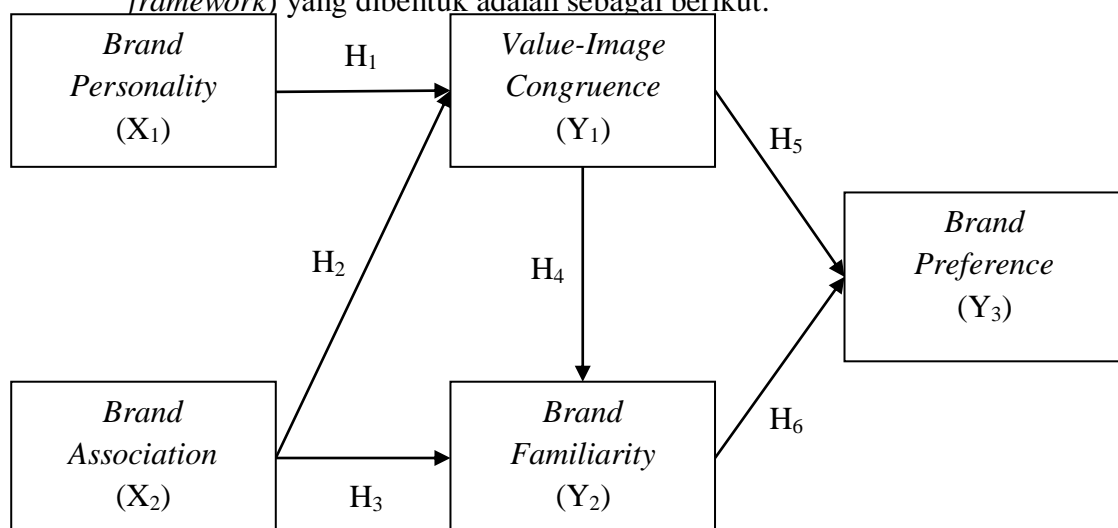 framework) yang dibentuk adalah sebagai berikut.
Brand
Personality
(X₁)
H₁
Value-Image
Congruence
(Y₁)
H₅
H₂
H₄
Brand
Preference
(Y₃)
Brand
Association
(X₂)
H₃
Brand
Familiarity
(Y₂)
H₆